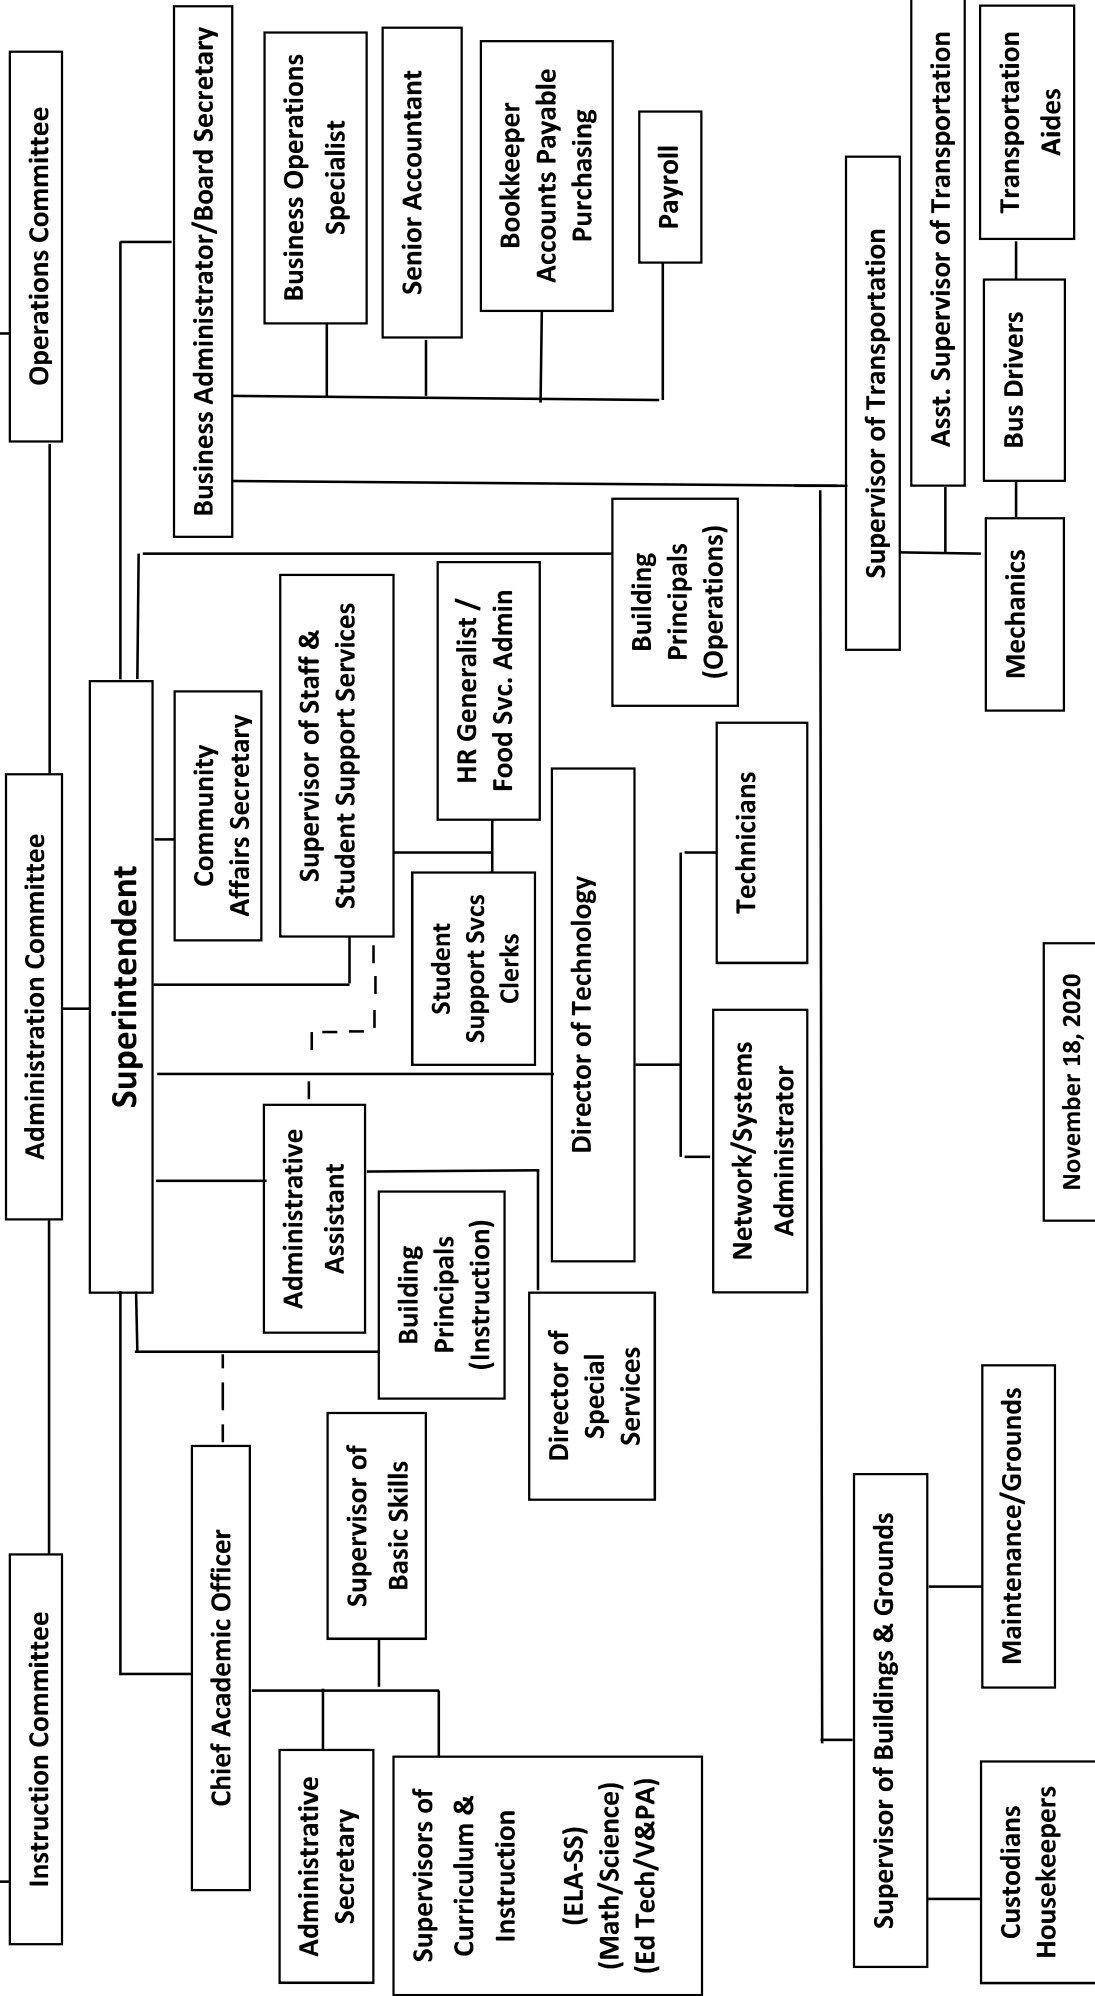 Instruction Committee
Administration Committee
Operations Committee
Superintendent
Chief Academic Officer
Community
Affairs Secretary
Business Administrator/Board Secretary
Administrative
Secretary
Supervisor of
Basic Skills
Administrative
Assistant
Supervisor of Staff &
Student Support Services
Business Operations
Specialist
Senior Accountant
Supervisors of
Curriculum &
Instruction
(ELA-SS)
(Math/Science)
(Ed Tech/V&PA)
Building
Principals
(Instruction)
Student
Support Svcs
Clerks
HR Generalist /
Food Svc. Admin
Bookkeeper
Accounts Payable
Purchasing
Director of
Special
Services
Director of Technology
Building
Principals
(Operations)
Payroll
Network/Systems
Administrator
Technicians
Supervisor of Buildings & Grounds
Supervisor of Transportation
Asst. Supervisor of Transportation
Custodians
Housekeepers
Maintenance/Grounds
Mechanics
Bus Drivers
Transportation
Aides
November 18, 2020